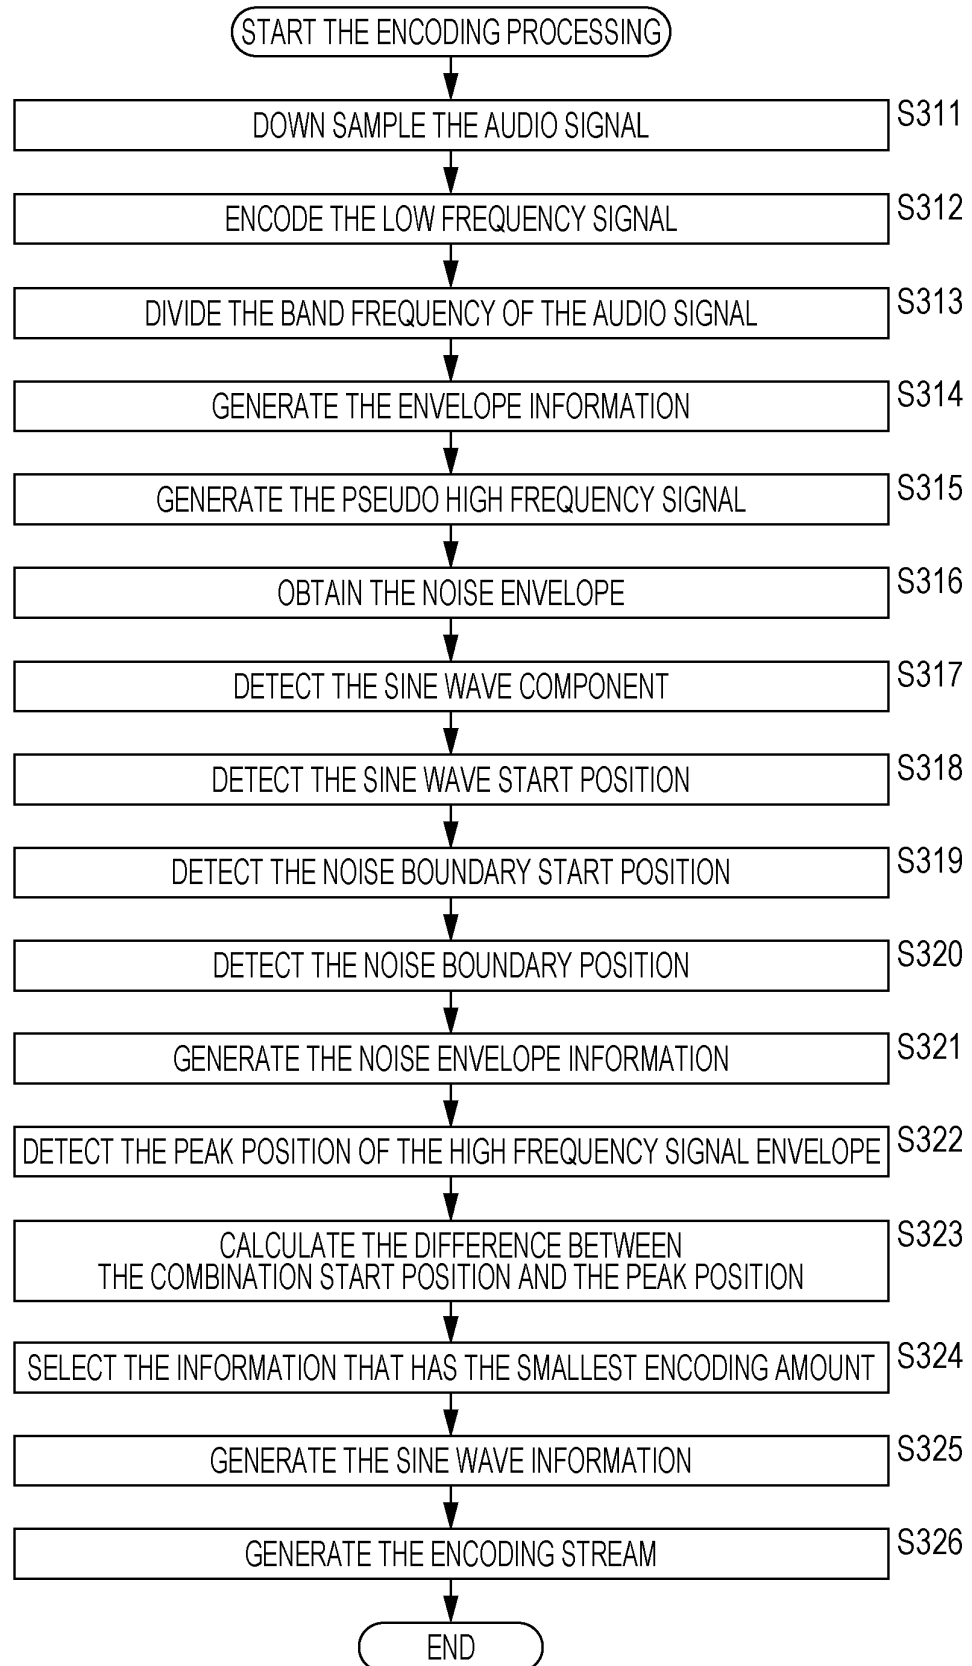 START THE ENCODING PROCESSING
DOWN SAMPLE THE AUDIO SIGNAL
S311
ENCODE THE LOW FREQUENCY SIGNAL
S312
DIVIDE THE BAND FREQUENCY OF THE AUDIO SIGNAL
S313
GENERATE THE ENVELOPE INFORMATION
S314
GENERATE THE PSEUDO HIGH FREQUENCY SIGNAL
S315
OBTAIN THE NOISE ENVELOPE
S316
DETECT THE SINE WAVE COMPONENT
S317
DETECT THE SINE WAVE START POSITION
S318
DETECT THE NOISE BOUNDARY START POSITION
S319
DETECT THE NOISE BOUNDARY POSITION
S320
GENERATE THE NOISE ENVELOPE INFORMATION
S321
DETECT THE PEAK POSITION OF THE HIGH FREQUENCY SIGNAL ENVELOPE
S322
CALCULATE THE DIFFERENCE BETWEEN
THE COMBINATION START POSITION AND THE PEAK POSITION
S323
SELECT THE INFORMATION THAT HAS THE SMALLEST ENCODING AMOUNT
S324
GENERATE THE SINE WAVE INFORMATION
S325
GENERATE THE ENCODING STREAM
S326
END